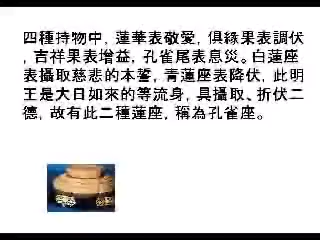 四種持物中，蓮華表敬愛，俱緣果表調伏
，吉祥果表增益，孔雀尾表息災。白蓮座
表攝取慈悲的本誓，青蓮座表降伏，此明
王是大日如來的等流身，具攝取、折伏二
德，故有此二種蓮座，稱為孔雀座。